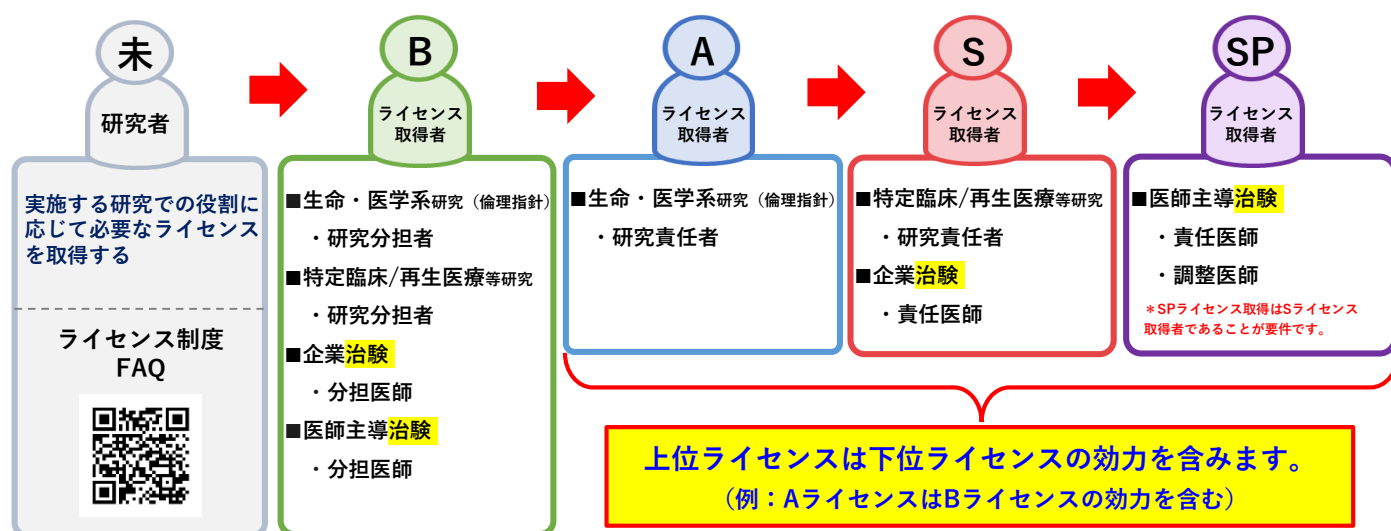 未
研究者
実施する研究での役割に
応じて必要なライセンス
を取得する
ライセンス制度
FAQ
B
ライセンス
取得者
■生命・医学系研究（倫理指針）
・研究分担者
■特定臨床/再生医療等研究
・研究分担者
■企業治験
・分担医師
■医師主導治験
・分担医師
A
ライセンス
取得者
■生命・医学系研究（倫理指針）
・研究責任者
S
ライセンス
取得者
■特定臨床/再生医療等研究
・研究責任者
■企業治験
・責任医師
SP
ライセンス
取得者
■医師主導治験
・責任医師
・調整医師
＊SPライセンス取得はSライセンス
取得者であることが要件です。
上位ライセンスは下位ライセンスの効力を含みます。
（例：AライセンスはBライセンスの効力を含む）